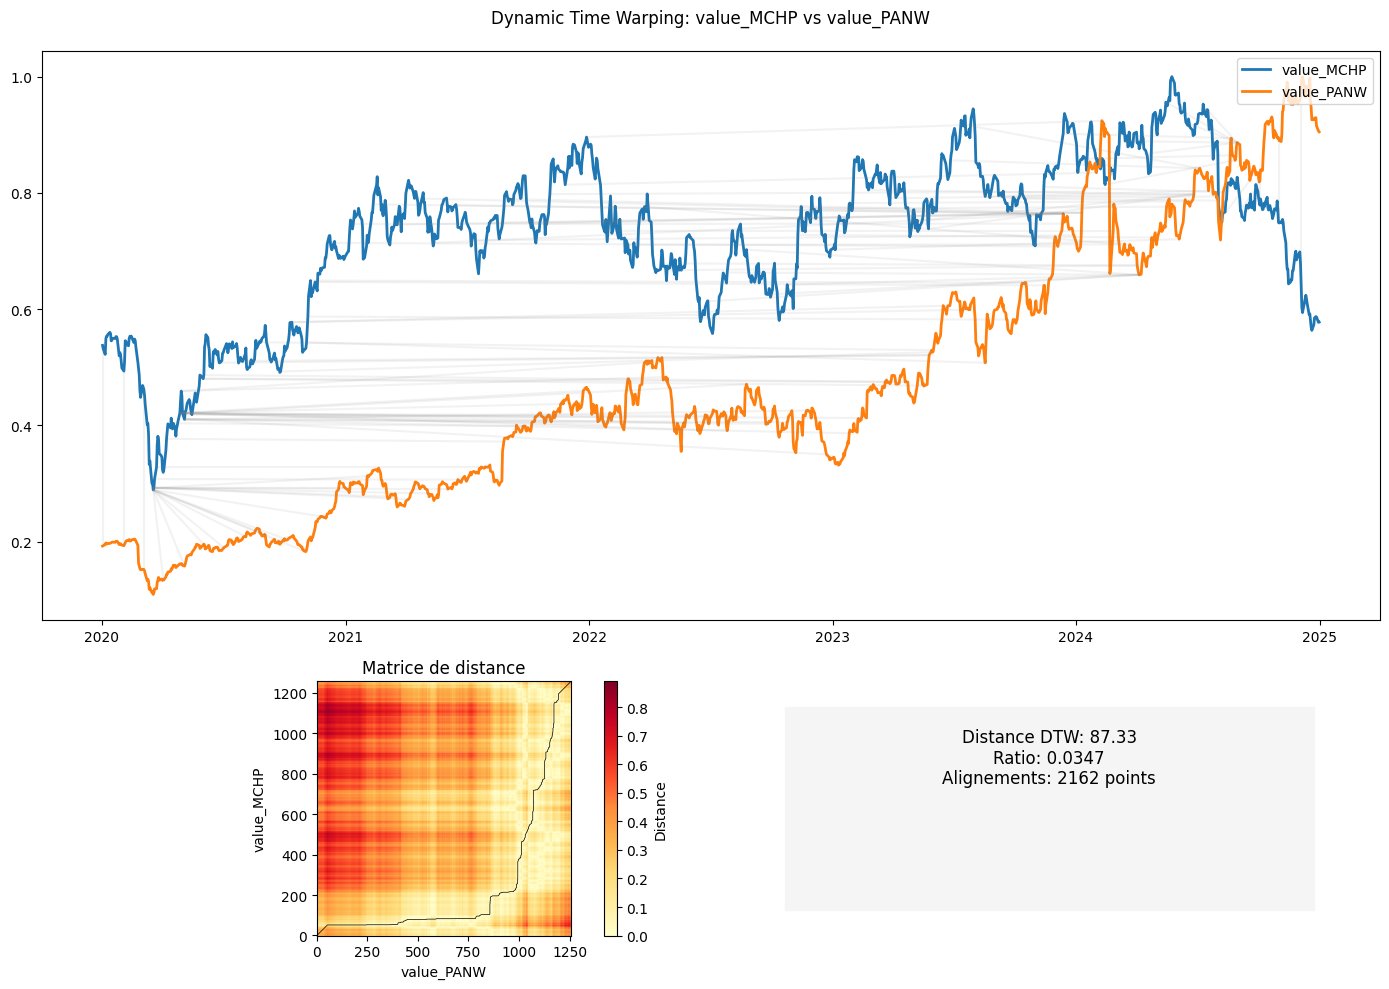 Dynamic Time Warping: value_MCHP vs value_PANW
value_MCHP
value_PANW
1.0
0.8
0.6
0.4
0.2
2020 2021 2022 2023 2024 2025
Matrice de distance
value_MCHP
1200
1000
800
600
400
200
0
0 250 500 750 1000 1250
value_PANW
0.8
0.7
0.6
0.5
0.4
0.3
0.2
0.1
0.0
Distance
Distance DTW: 87.33
Ratio: 0.0347
Alignements: 2162 points